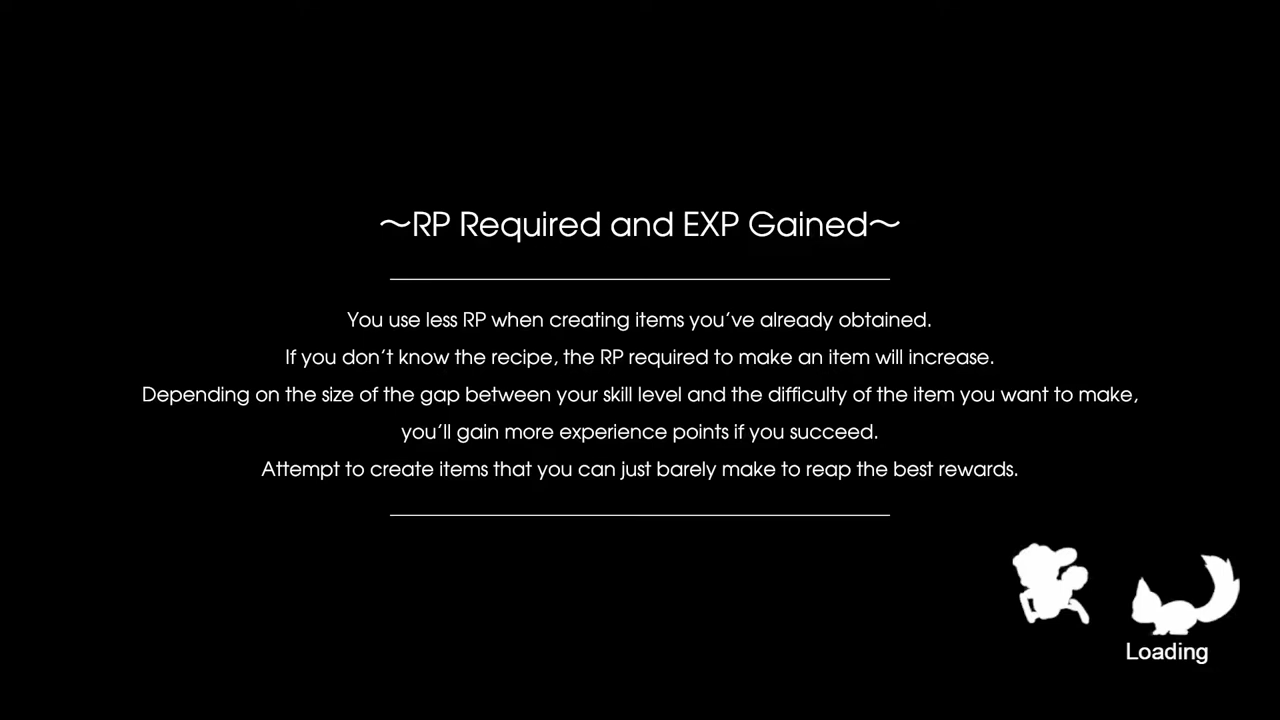 ～RP Required and EXP Gained～
You use less RP when creating items you’ve already obtained.
If you don’t know the recipe, the RP required to make an item will increase.
Depending on the size of the gap between your skill level and the difficulty of the item you want to make,
you’ll gain more experience points if you succeed.
Attempt to create items that you can just barely make to reap the best rewards.
Loading